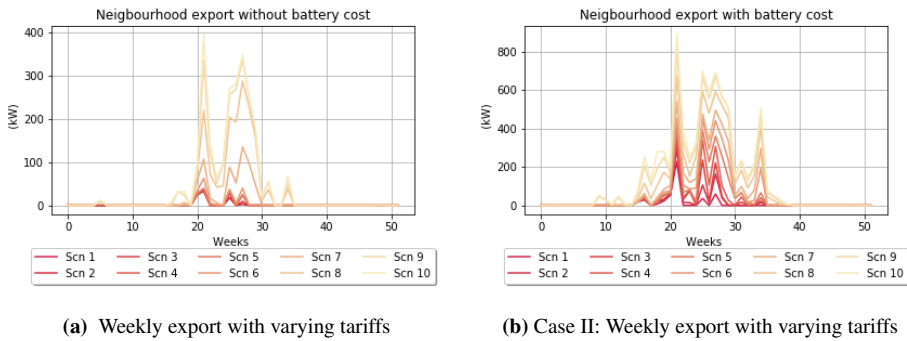 Neigbourhood export without battery cost
400
300
200
100
0
(kW)
0 10 20 30 40 50
Weeks
Scn 1 Scn 3 Scn 5 Scn 7 Scn 9
Scn 2 Scn 4 Scn 6 Scn 8 Scn 10
(a) Weekly export with varying tariffs
Neigbourhood export with battery cost
800
600
400
200
0
(kW)
0 10 20 30 40 50
Weeks
Scn 1 Scn 3 Scn 5 Scn 7 Scn 9
Scn 2 Scn 4 Scn 6 Scn 8 Scn 10
(b) Case II: Weekly export with varying tariffs